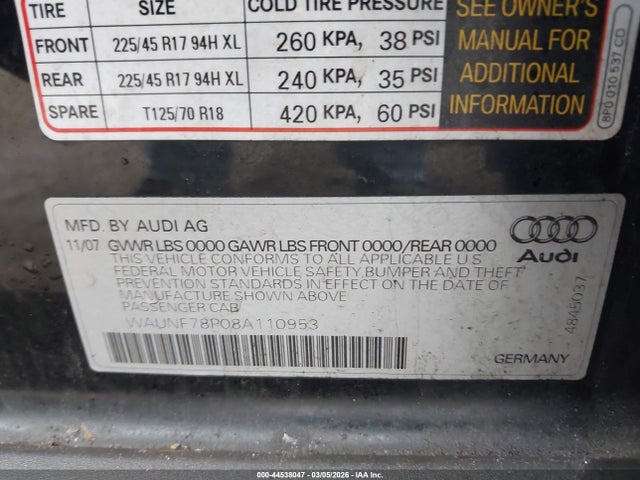 TIRE SIZE COLD TIRE PRESSURE SEE OWNER'S
FRONT 225/45 R17 94H XL 260 KPA, 38 PSI MANUAL FOR
REAR 225/45 R17 94H XL 240 KPA, 35 PSI ADDITIONAL
SPARE T125/70 R18 420 KPA, 60 PSI INFORMATION
8P0 010 537 CD
MFD. BY AUDI AG
11/07 GVWR LBS 0000 GAWR LBS FRONT 0000/REAR 0000
THIS VEHICLE CONFORMS TO ALL APPLICABLE U S
FEDERAL MOTOR VEHICLE SAFETY, BUMPER AND THEFT
PREVENTION STANDARDS IN EFFECT ON THE DATE OF
MANUFACTURE SHOWN ABOVE
PASSENGER CAR
WAUNF78P08A110953
Audi
4845037
GERMANY
000-44538047 — 03/05/2026 — IAA Inc.